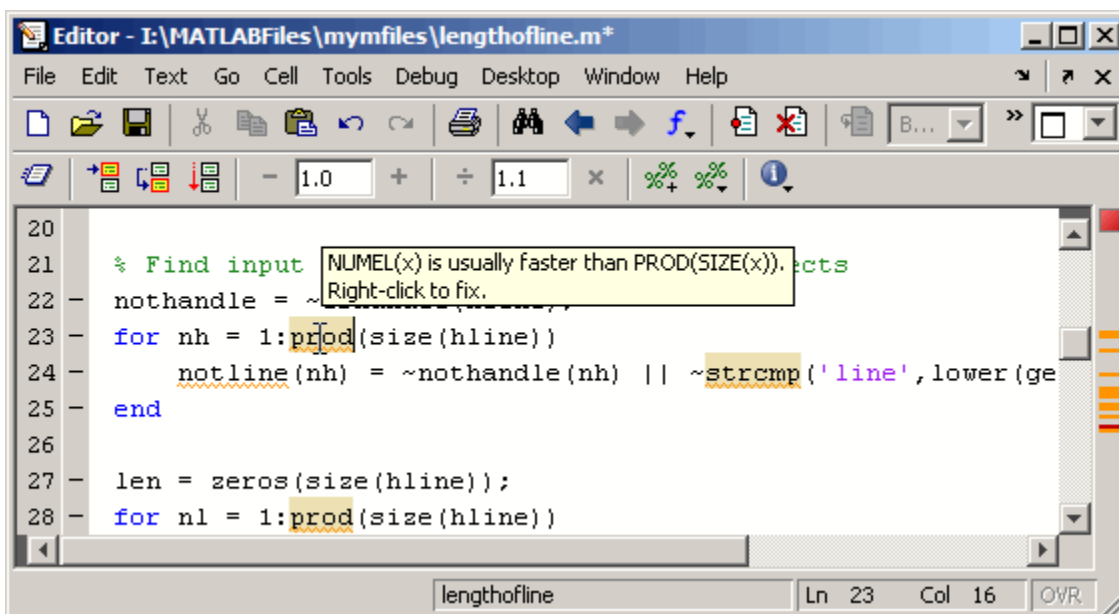 Editor - I:\MATLABFiles\mymfiles\lengthofline.m*
File Edit Text Go Cell Tools Debug Desktop Window Help
B...
− 1.0 + ÷ 1.1 ×
20
21 % Find input ects
NUMEL(x) is usually faster than PROD(SIZE(x)).
Right-click to fix.
22 − nothandle = ~
23 − for nh = 1:prod(size(hline))
24 − notline(nh) = ~nothandle(nh) || ~strcmp('line',lower(ge
25 − end
26
27 − len = zeros(size(hline));
28 − for nl = 1:prod(size(hline))
lengthofline Ln 23 Col 16 OVR